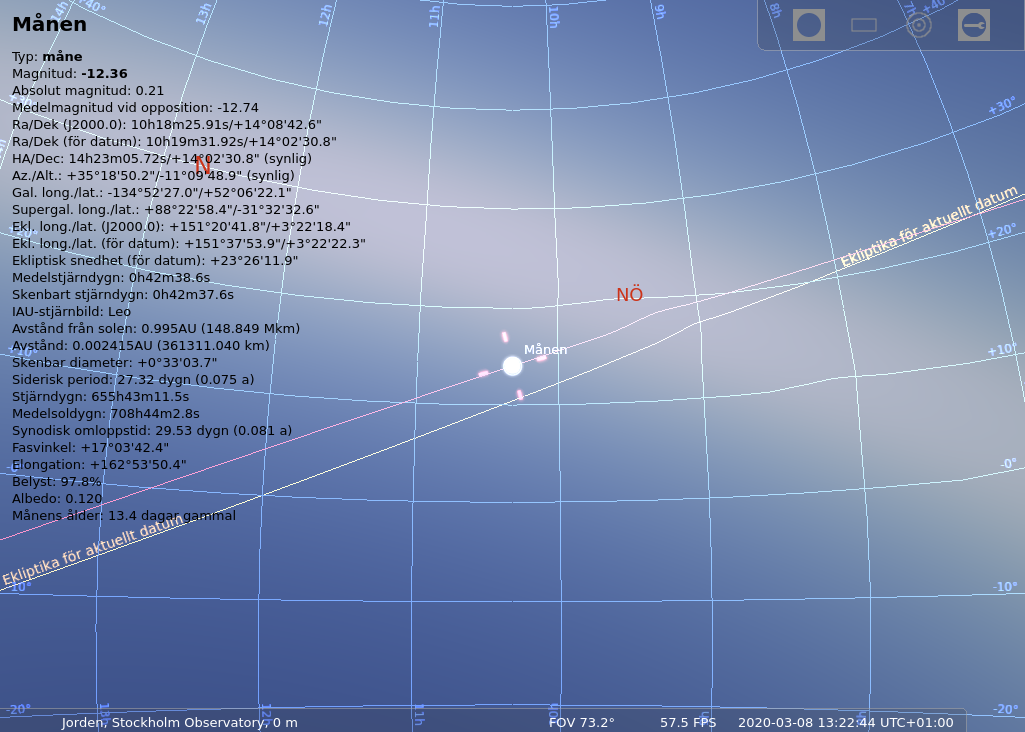 Månen
Typ: måne
Magnitud: -12.36
Absolut magnitud: 0.21
Medelmagnitud vid opposition: -12.74
Ra/Dek (J2000.0): 10h18m25.91s/+14°08'42.6"
Ra/Dek (för datum): 10h19m31.92s/+14°02'30.8"
HA/Dec: 14h23m05.72s/+14°02'30.8" (synlig)
Az./Alt.: +35°18'50.2"/-11°09'48.9" (synlig)
Gal. long./lat.: -134°52'27.0"/+52°06'22.1"
Supergal. long./lat.: +88°22'58.4"/-31°32'32.6"
Ekl. long./lat. (J2000.0): +151°20'41.8"/+3°22'18.4"
Ekl. long./lat. (för datum): +151°37'53.9"/+3°22'22.3"
Ekliptisk snedhet (för datum): +23°26'11.9"
Medelstjärndygn: 0h42m38.6s
Skenbart stjärndygn: 0h42m37.6s
IAU-stjärnbild: Leo
Avstånd från solen: 0.995AU (148.849 Mkm)
Avstånd: 0.002415AU (361311.040 km)
Skenbar diameter: +0°33'03.7"
Siderisk period: 27.32 dygn (0.075 a)
Stjärndygn: 655h43m11.5s
Medelsoldygn: 708h44m2.8s
Synodisk omloppstid: 29.53 dygn (0.081 a)
Fasvinkel: +17°03'42.4"
Elongation: +162°53'50.4"
Belyst: 97.8%
Albedo: 0.120
Månens ålder: 13.4 dagar gammal
14h
+40°
13h
12h
11h
10h
9h
8h
7h
+40°
+30°
+20°
+10°
-0°
-10°
-20°
N
NÖ
Månen
Ekliptika för aktuellt datum
Ekliptika för aktuellt datum
-10°
-20°
13h
12h
11h
Jorden, Stockholm Observatory, 0 m
FOV 73.2°
57.5 FPS
2020-03-08 13:22:44 UTC+01:00